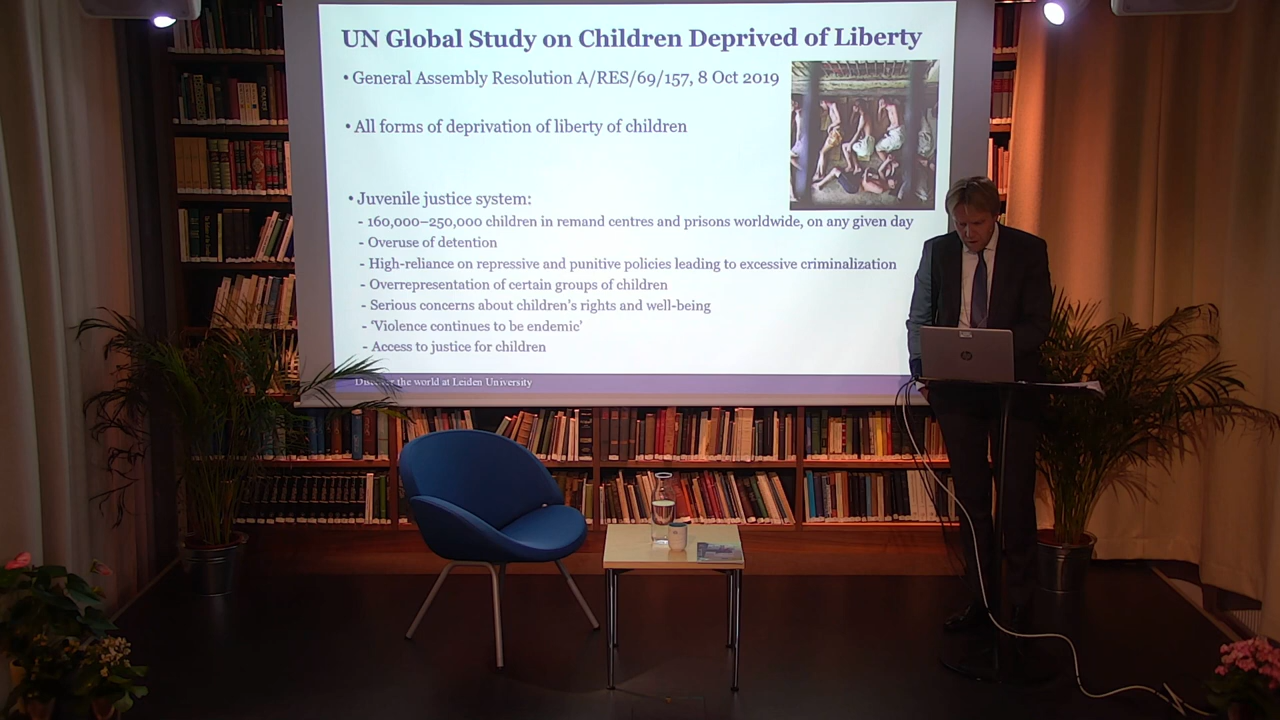 UN Global Study on Children Deprived of Liberty
• General Assembly Resolution A/RES/69/157, 8 Oct 2019
• All forms of deprivation of liberty of children
• Juvenile justice system:
- 160,000–250,000 children in remand centres and prisons worldwide, on any given day
- Overuse of detention
- High-reliance on repressive and punitive policies leading to excessive criminalization
- Overrepresentation of certain groups of children
- Serious concerns about children's rights and well-being
- ‘Violence continues to be endemic’
- Access to justice for children
Discover the world at Leiden University
hp